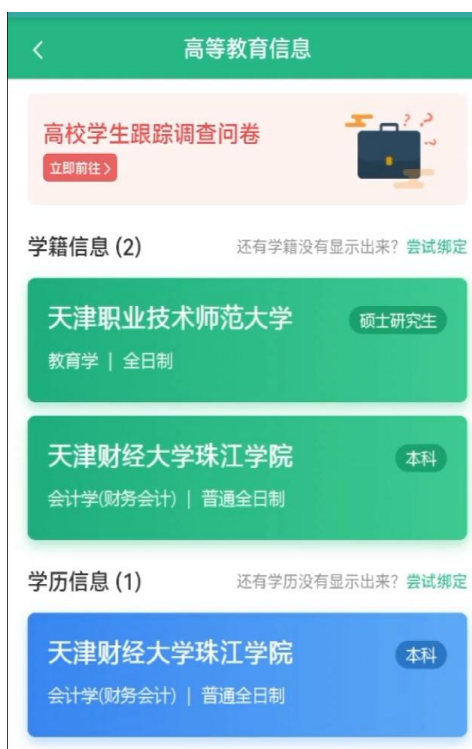 高等教育信息
高校学生跟踪调查问卷
立即前往>
学籍信息 (2) 还有学籍没有显示出来? 尝试绑定
天津职业技术师范大学 硕士研究生
教育学 | 全日制
天津财经大学珠江学院 本科
会计学(财务会计) | 普通全日制
学历信息 (1) 还有学历没有显示出来? 尝试绑定
天津财经大学珠江学院 本科
会计学(财务会计) | 普通全日制